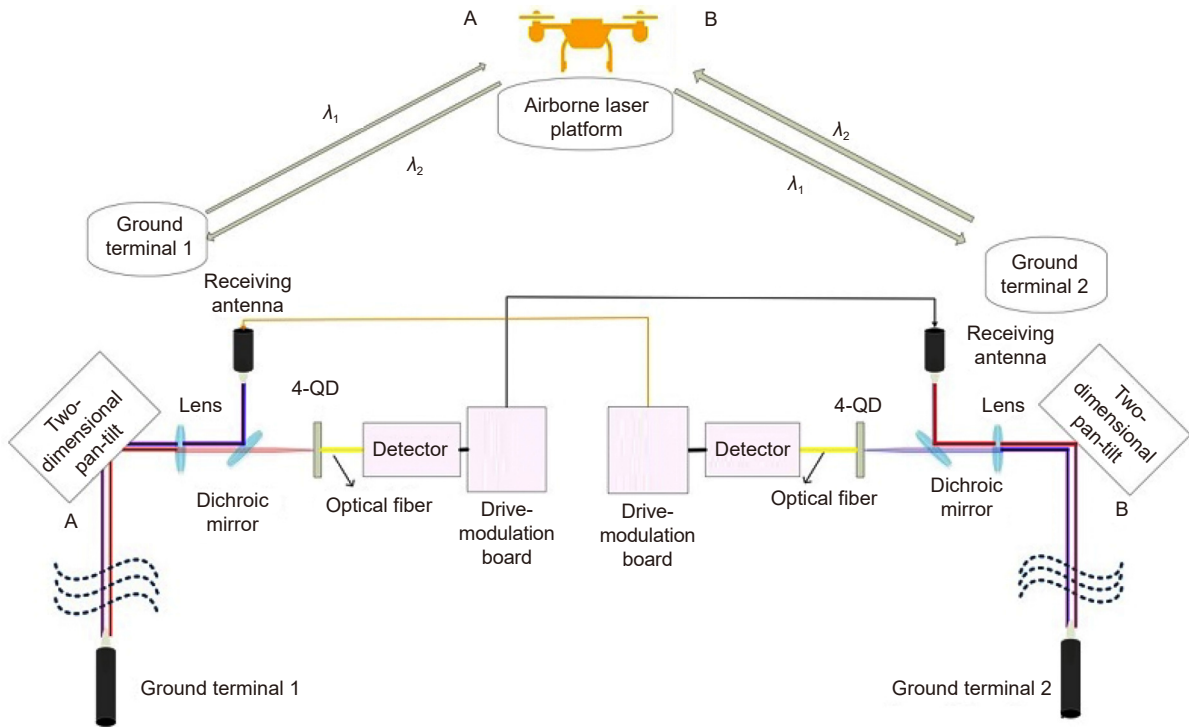 A
B
Airborne laser
platform
λ1
λ2
λ2
λ1
Ground
terminal 1
Ground
terminal 2
Receiving
antenna
Receiving
antenna
Two-
dimensional
pan-tilt
Lens
4-QD
Detector
Dichroic
mirror
Optical fiber
Drive-
modulation
board
A
Drive-
modulation
board
Detector
4-QD
Optical fiber
Lens
Dichroic
mirror
Two-
dimensional
pan-tilt
B
Ground terminal 1
Ground terminal 2